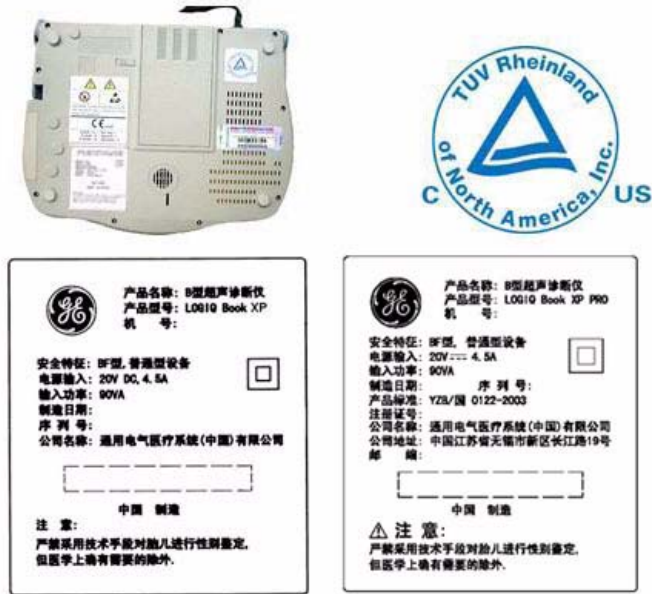 TUV Rheinland
of North America, Inc.
C US
CE
GE
产品名称: B型超声诊断仪
产品型号: LOGIQ Book XP
机 号:
安全特征: BF型, 普通型设备
电源输入: 20V DC, 4.5A
输入功率: 90VA
制造日期:
序 列 号:
公司名称: 通用电气医疗系统(中国)有限公司
中国 制造
注 意:
严禁采用技术手段对胎儿进行性别鉴定,
但医学上确有需要的除外.
GE
产品名称: B型超声诊断仪
产品型号: LOGIQ Book XP PRO
机 号:
安全特征: BF型, 普通型设备
电源输入: 20V 4.5A
输入功率: 90VA
制造日期: 序 列 号:
产品标准: YZB/国 0122-2003
注册证号:
公司名称: 通用电气医疗系统(中国)有限公司
公司地址: 中国江苏省无锡市新区长江路19号
邮 编:
中国 制造
注 意:
严禁采用技术手段对胎儿进行性别鉴定,
但医学上确有需要的除外.